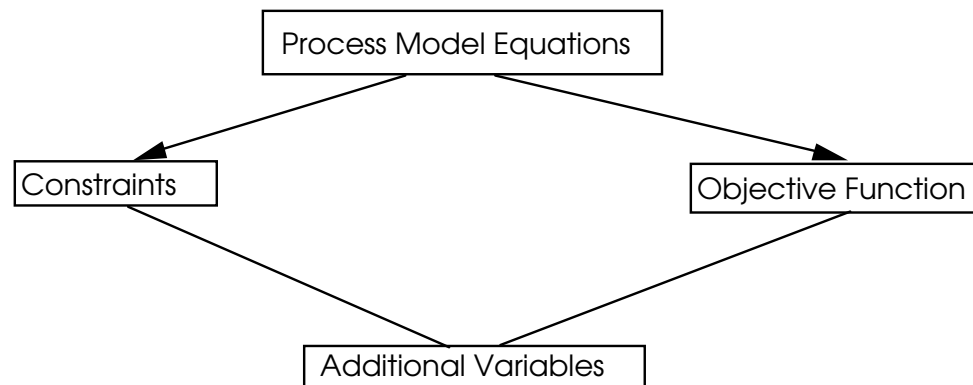 Process Model Equations
Constraints
Objective Function
Additional Variables